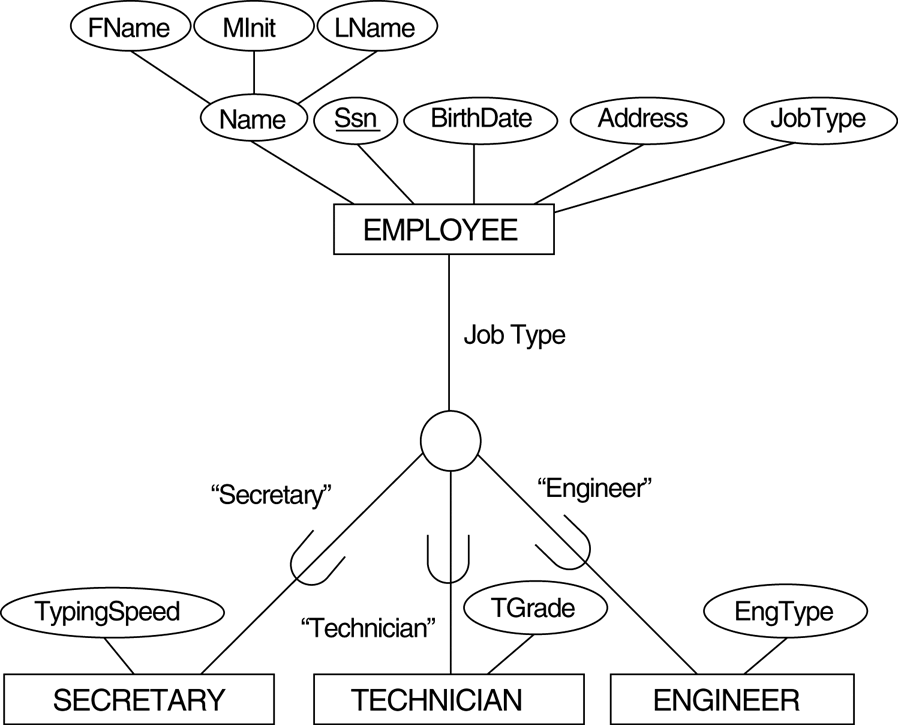 FName
MInit
LName
Name
Ssn
BirthDate
Address
JobType
EMPLOYEE
Job Type
“Secretary”
“Engineer”
“Technician”
TypingSpeed
TGrade
EngType
SECRETARY
TECHNICIAN
ENGINEER